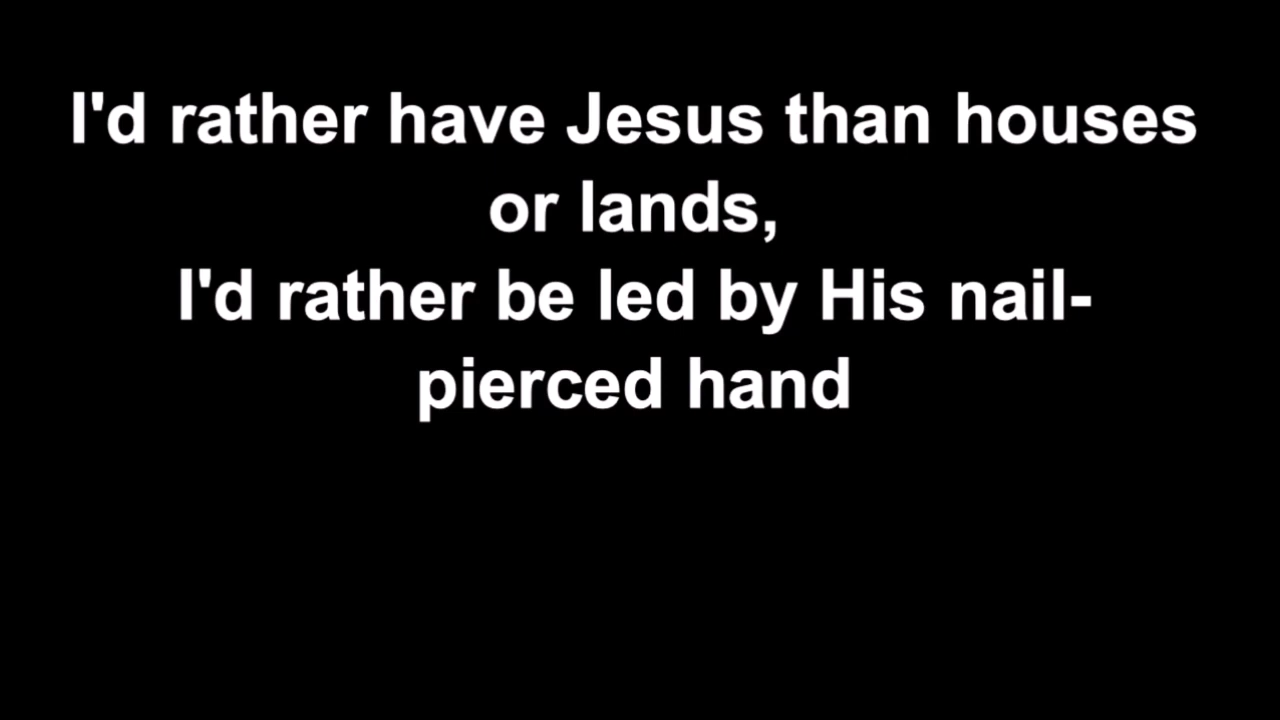 I'd rather have Jesus than houses
or lands,
I'd rather be led by His nail-
pierced hand